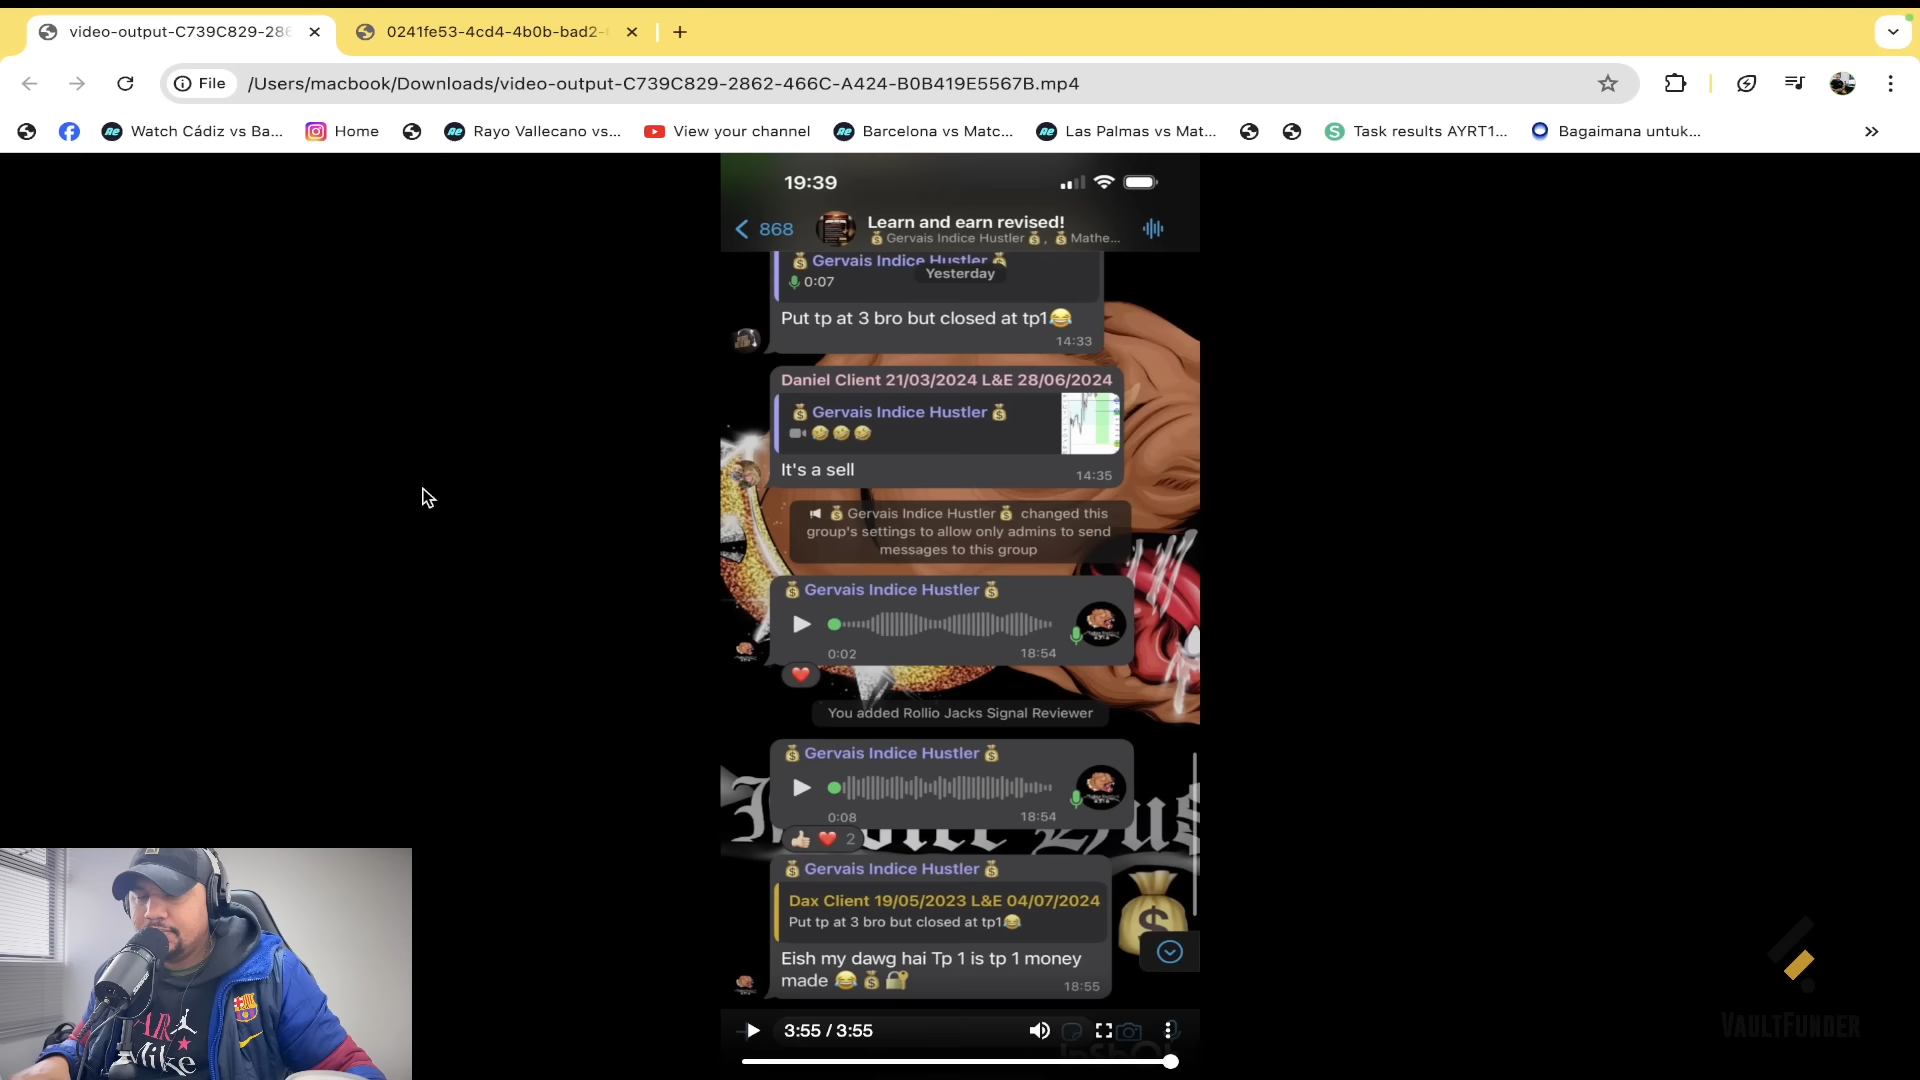 video-output-C739C829-286
0241fe53-4cd4-4b0b-bad2-
File
/Users/macbook/Downloads/video-output-C739C829-2862-466C-A424-B0B419E5567B.mp4
Watch Cádiz vs Ba...
Home
Rayo Vallecano vs...
View your channel
Barcelona vs Matc...
Las Palmas vs Mat...
Task results AYRT1...
Bagaimana untuk...
19:39
868
Learn and earn revised!
💰Gervais Indice Hustler💰, 💰Mathe...
💰Gervais Indice Hustler💰
Yesterday
0:07
Put tp at 3 bro but closed at tp1😂
14:33
Daniel Client 21/03/2024 L&E 28/06/2024
💰Gervais Indice Hustler💰
🤣🤣🤣
It's a sell
14:35
💰Gervais Indice Hustler💰 changed this
group's settings to allow only admins to send
messages to this group
💰Gervais Indice Hustler💰
0:02
18:54
❤️
You added Rollio Jacks Signal Reviewer
💰Gervais Indice Hustler💰
0:08
18:54
👍❤️ 2
💰Gervais Indice Hustler💰
Dax Client 19/05/2023 L&E 04/07/2024
Put tp at 3 bro but closed at tp1😂
Eish my dawg hai Tp 1 is tp 1 money
made 😂💰🔐
18:55
3:55 / 3:55
VAULTFUNDER